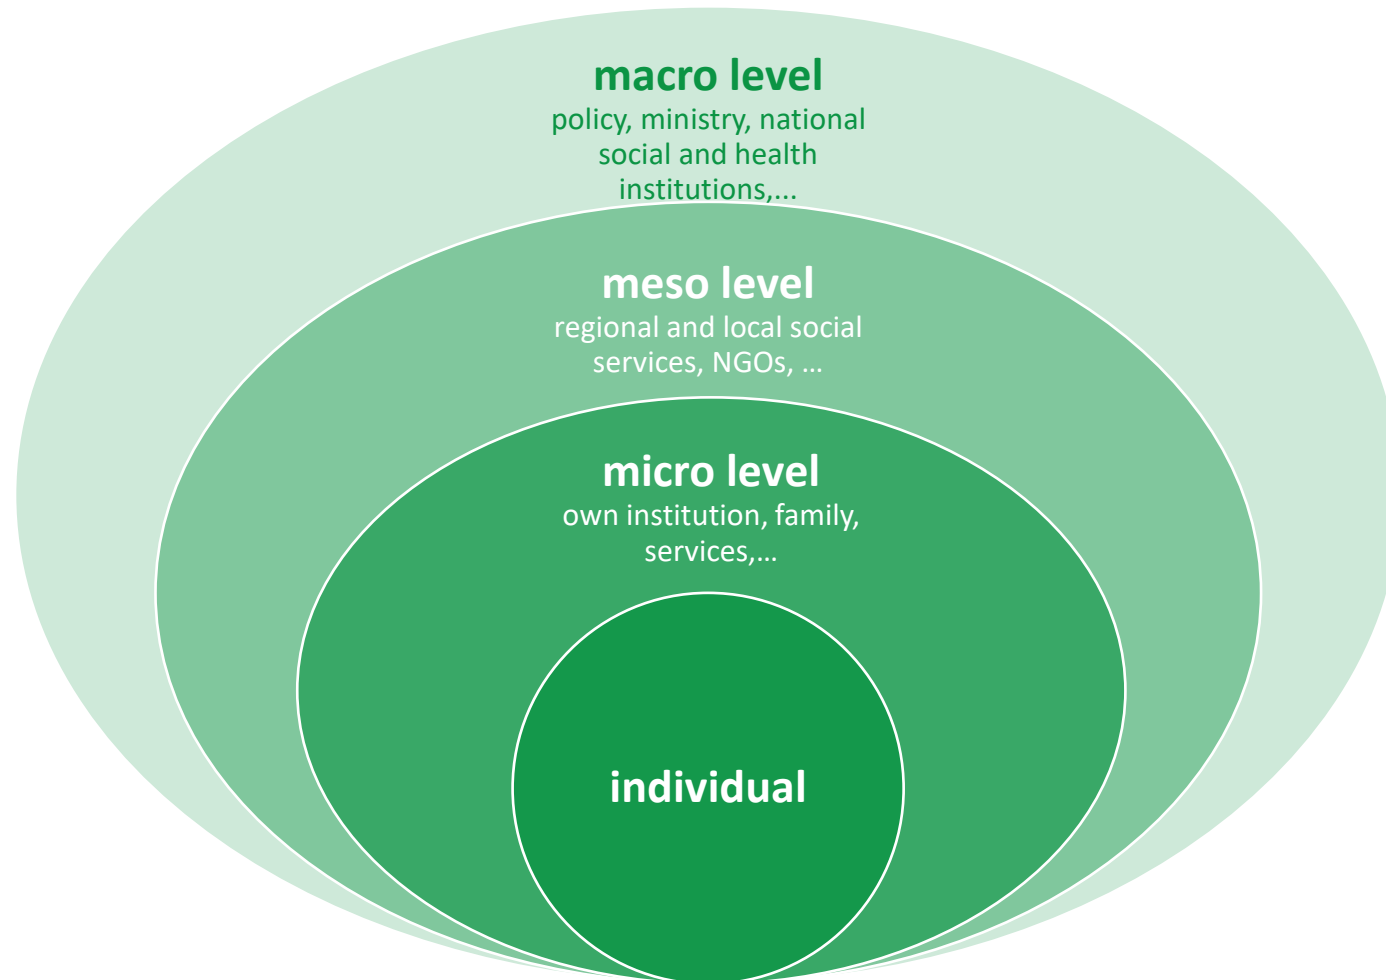 macro level
policy, ministry, national
social and health
institutions,...
meso level
regional and local social
services, NGOs, …
micro level
own institution, family,
services,…
individual